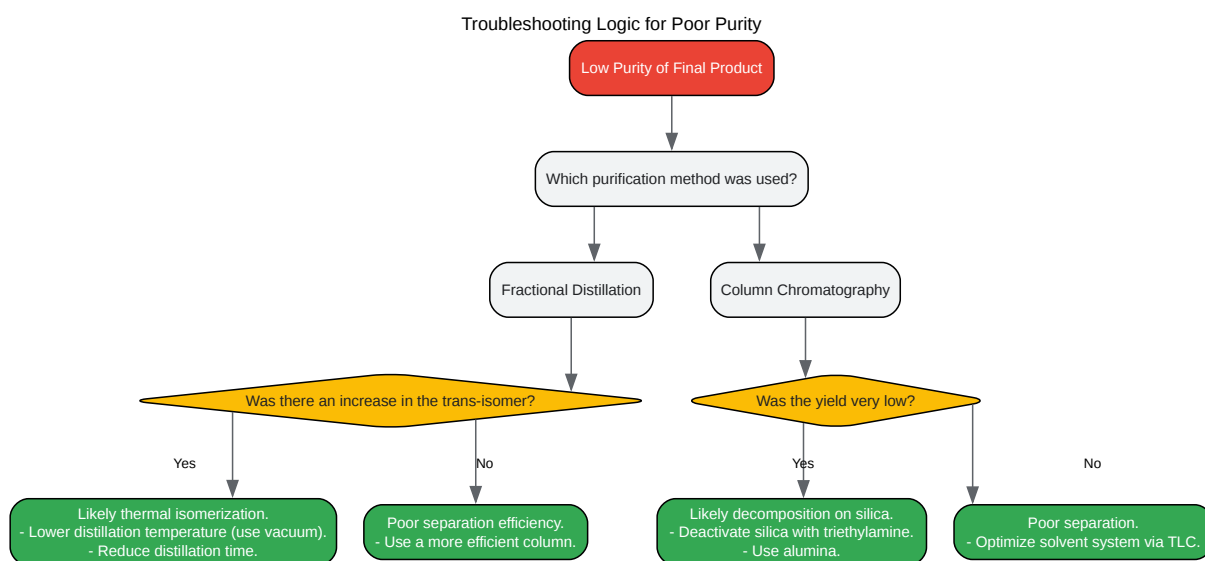 Troubleshooting Logic for Poor Purity
Low Purity of Final Product
Which purification method was used?
Fractional Distillation
Column Chromatography
Was there an increase in the trans-isomer?
Was the yield very low?
Yes
No
Yes
No
Likely thermal isomerization.
- Lower distillation temperature (use vacuum).
- Reduce distillation time.
Poor separation efficiency.
- Use a more efficient column.
Likely decomposition on silica.
- Deactivate silica with triethylamine.
- Use alumina.
Poor separation.
- Optimize solvent system via TLC.